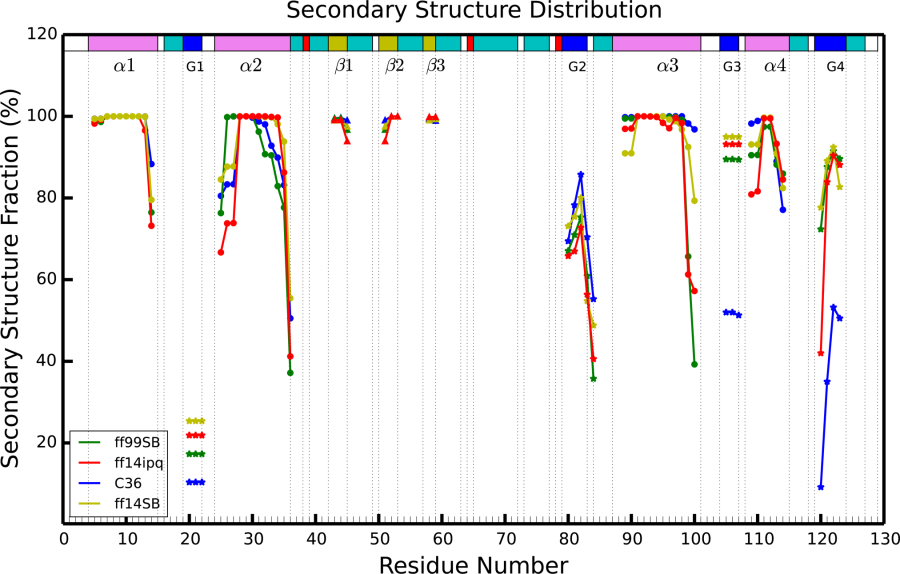 Secondary Structure Distribution
120
α1 G1 α2 β1 β2 β3 G2 α3 G3 α4 G4
100
80
60
40
20
Secondary Structure Fraction (%)
ff99SB
ff14ipq
C36
ff14SB
0 10 20 30 40 50 60 70 80 90 100 110 120 130
Residue Number